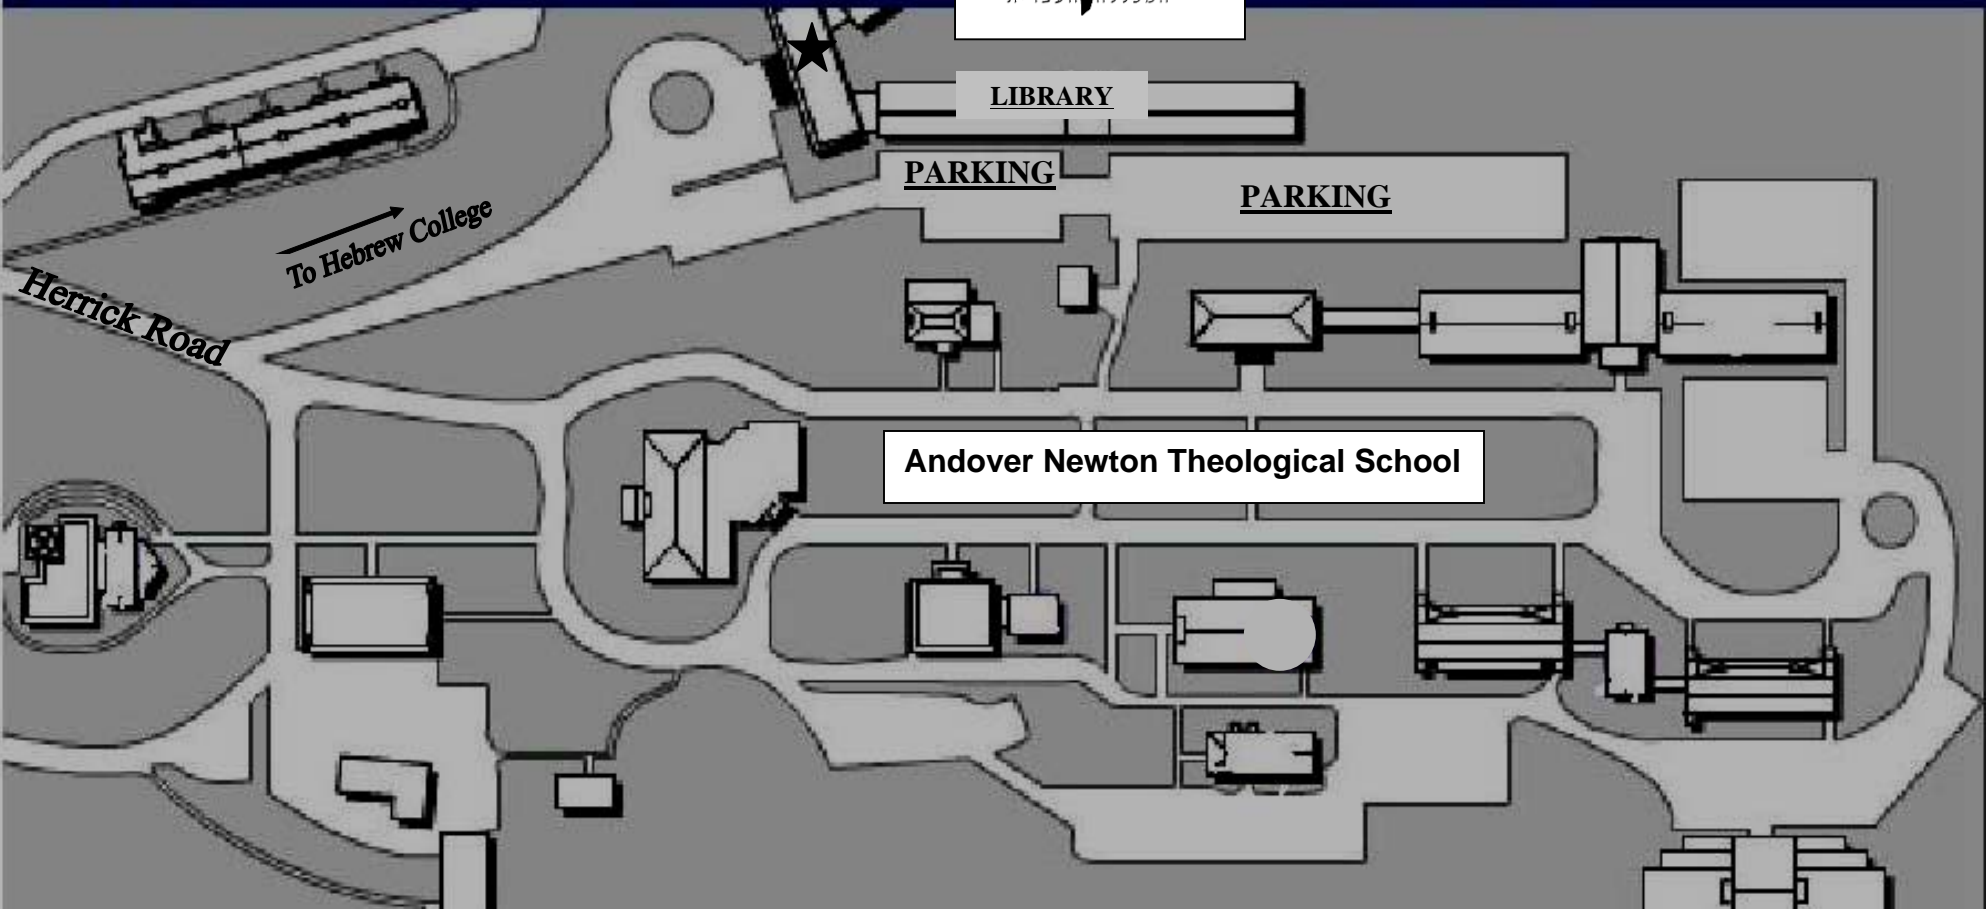 LIBRARY
PARKING
PARKING
To Hebrew College
Herrick Road
Andover Newton Theological School